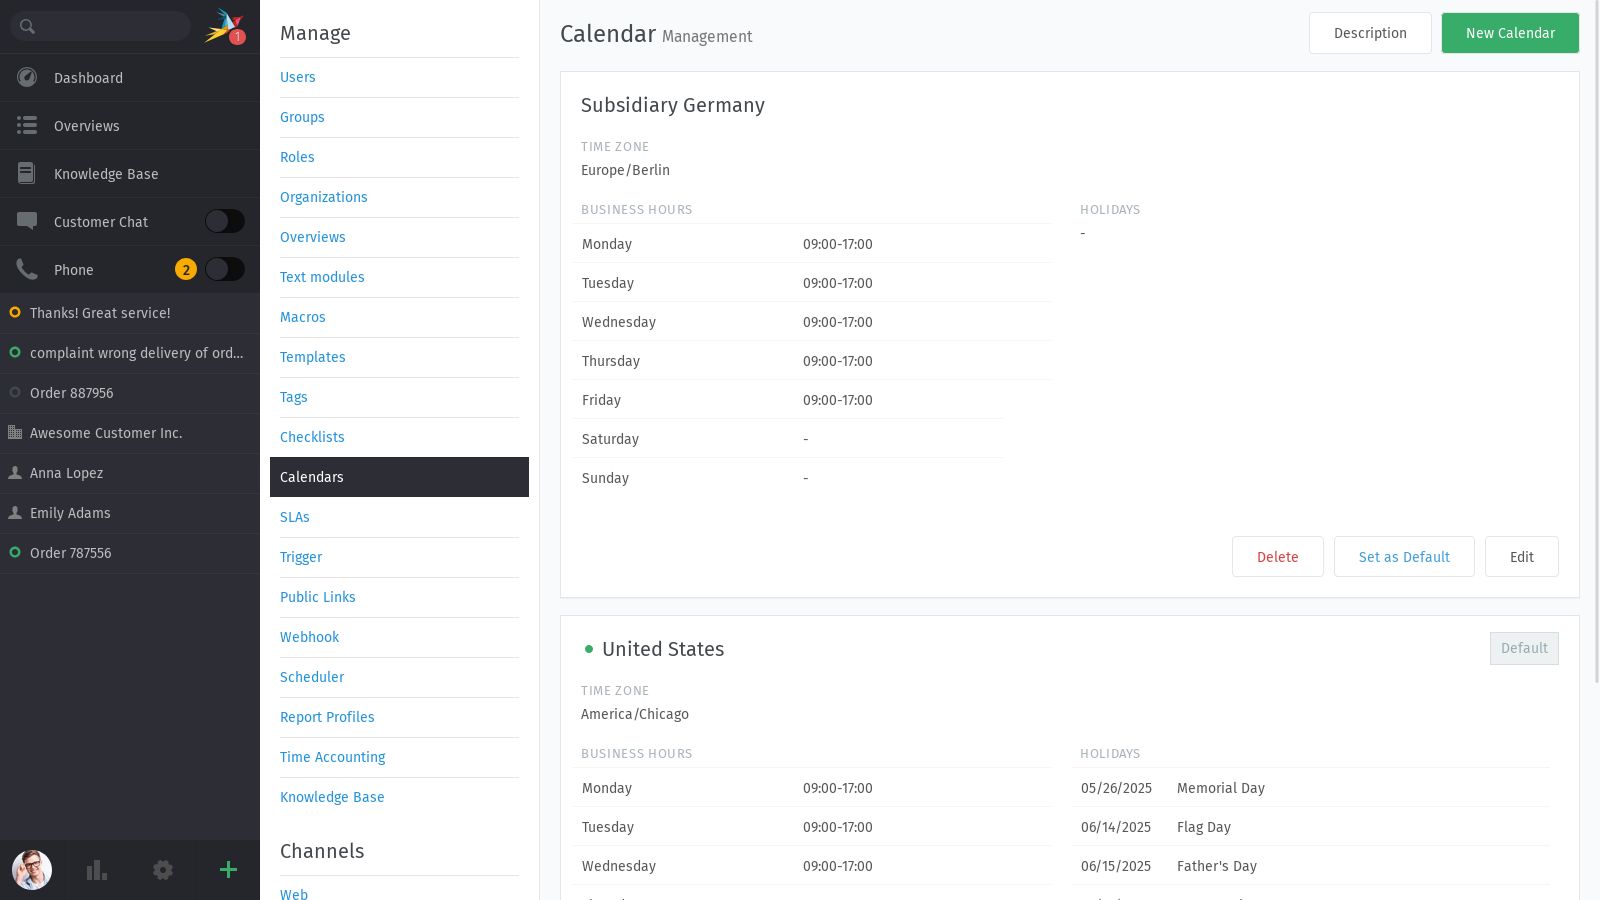 1
Dashboard
Overviews
Knowledge Base
Customer Chat
Phone 2
Thanks! Great service!
complaint wrong delivery of ord...
Order 887956
Awesome Customer Inc.
Anna Lopez
Emily Adams
Order 787556
Manage
Users
Groups
Roles
Organizations
Overviews
Text modules
Macros
Templates
Tags
Checklists
Calendars
SLAs
Trigger
Public Links
Webhook
Scheduler
Report Profiles
Time Accounting
Knowledge Base
Channels
Web
Calendar Management
Description
New Calendar
Subsidiary Germany
TIME ZONE
Europe/Berlin
BUSINESS HOURS
Monday 09:00-17:00
Tuesday 09:00-17:00
Wednesday 09:00-17:00
Thursday 09:00-17:00
Friday 09:00-17:00
Saturday -
Sunday -
HOLIDAYS
-
Delete
Set as Default
Edit
United States
Default
TIME ZONE
America/Chicago
BUSINESS HOURS
Monday 09:00-17:00
Tuesday 09:00-17:00
Wednesday 09:00-17:00
HOLIDAYS
05/26/2025 Memorial Day
06/14/2025 Flag Day
06/15/2025 Father's Day